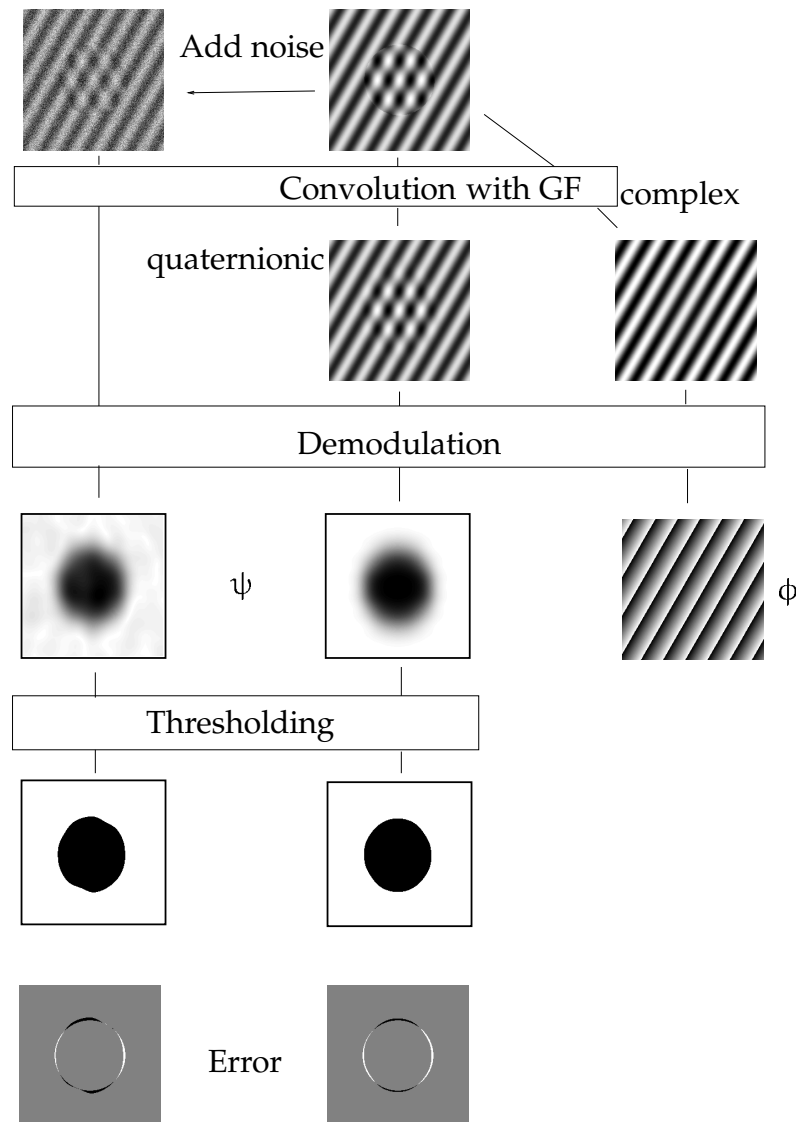 Add noise
Convolution with GF
complex
quaternionic
Demodulation
ψ
ϕ
Thresholding
Error